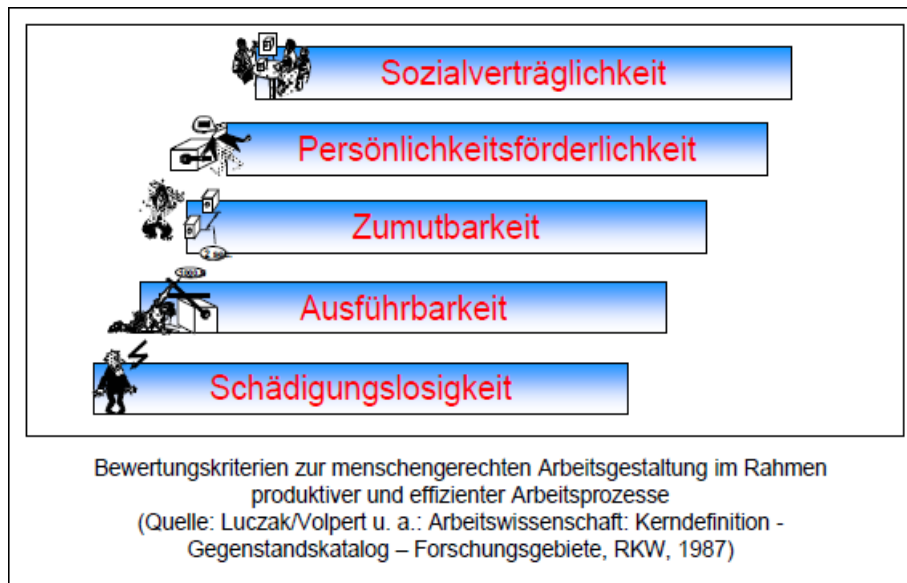 Sozialverträglichkeit
Persönlichkeitsförderlichkeit
Zumutbarkeit
Ausführbarkeit
Schädigungslosigkeit
Bewertungskriterien zur menschengerechten Arbeitsgestaltung im Rahmen
produktiver und effizienter Arbeitsprozesse
(Quelle: Luczak/Volpert u. a.: Arbeitswissenschaft: Kerndefinition -
Gegenstandskatalog – Forschungsgebiete, RKW, 1987)